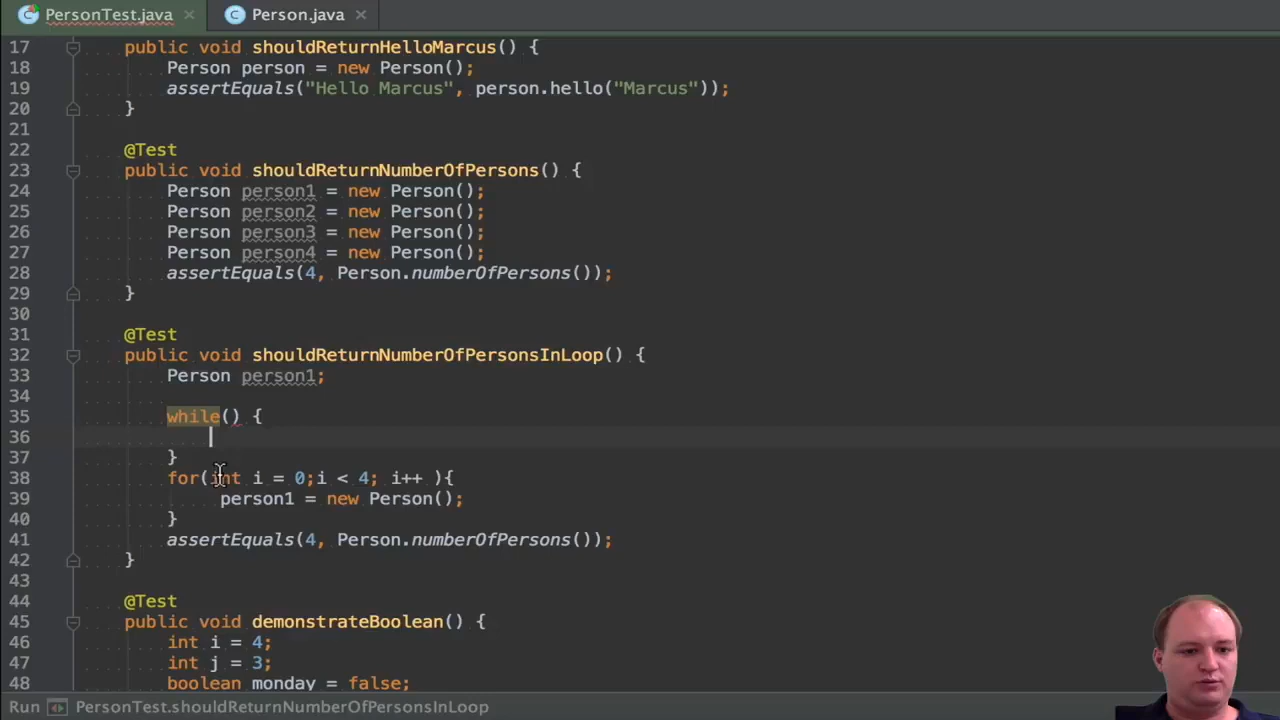 PersonTest.java Person.java
17 public void shouldReturnHelloMarcus() {
18 Person person = new Person();
19 assertEquals("Hello Marcus", person.hello("Marcus"));
20 }
21
22 @Test
23 public void shouldReturnNumberOfPersons() {
24 Person person1 = new Person();
25 Person person2 = new Person();
26 Person person3 = new Person();
27 Person person4 = new Person();
28 assertEquals(4, Person.numberOfPersons());
29 }
30
31 @Test
32 public void shouldReturnNumberOfPersonsInLoop() {
33 Person person1;
34
35 while() {
36
37 }
38 for(int i = 0;i < 4; i++ ){
39 person1 = new Person();
40 }
41 assertEquals(4, Person.numberOfPersons());
42 }
43
44 @Test
45 public void demonstrateBoolean() {
46 int i = 4;
47 int j = 3;
48 boolean monday = false;
Run PersonTest.shouldReturnNumberOfPersonsInLoop